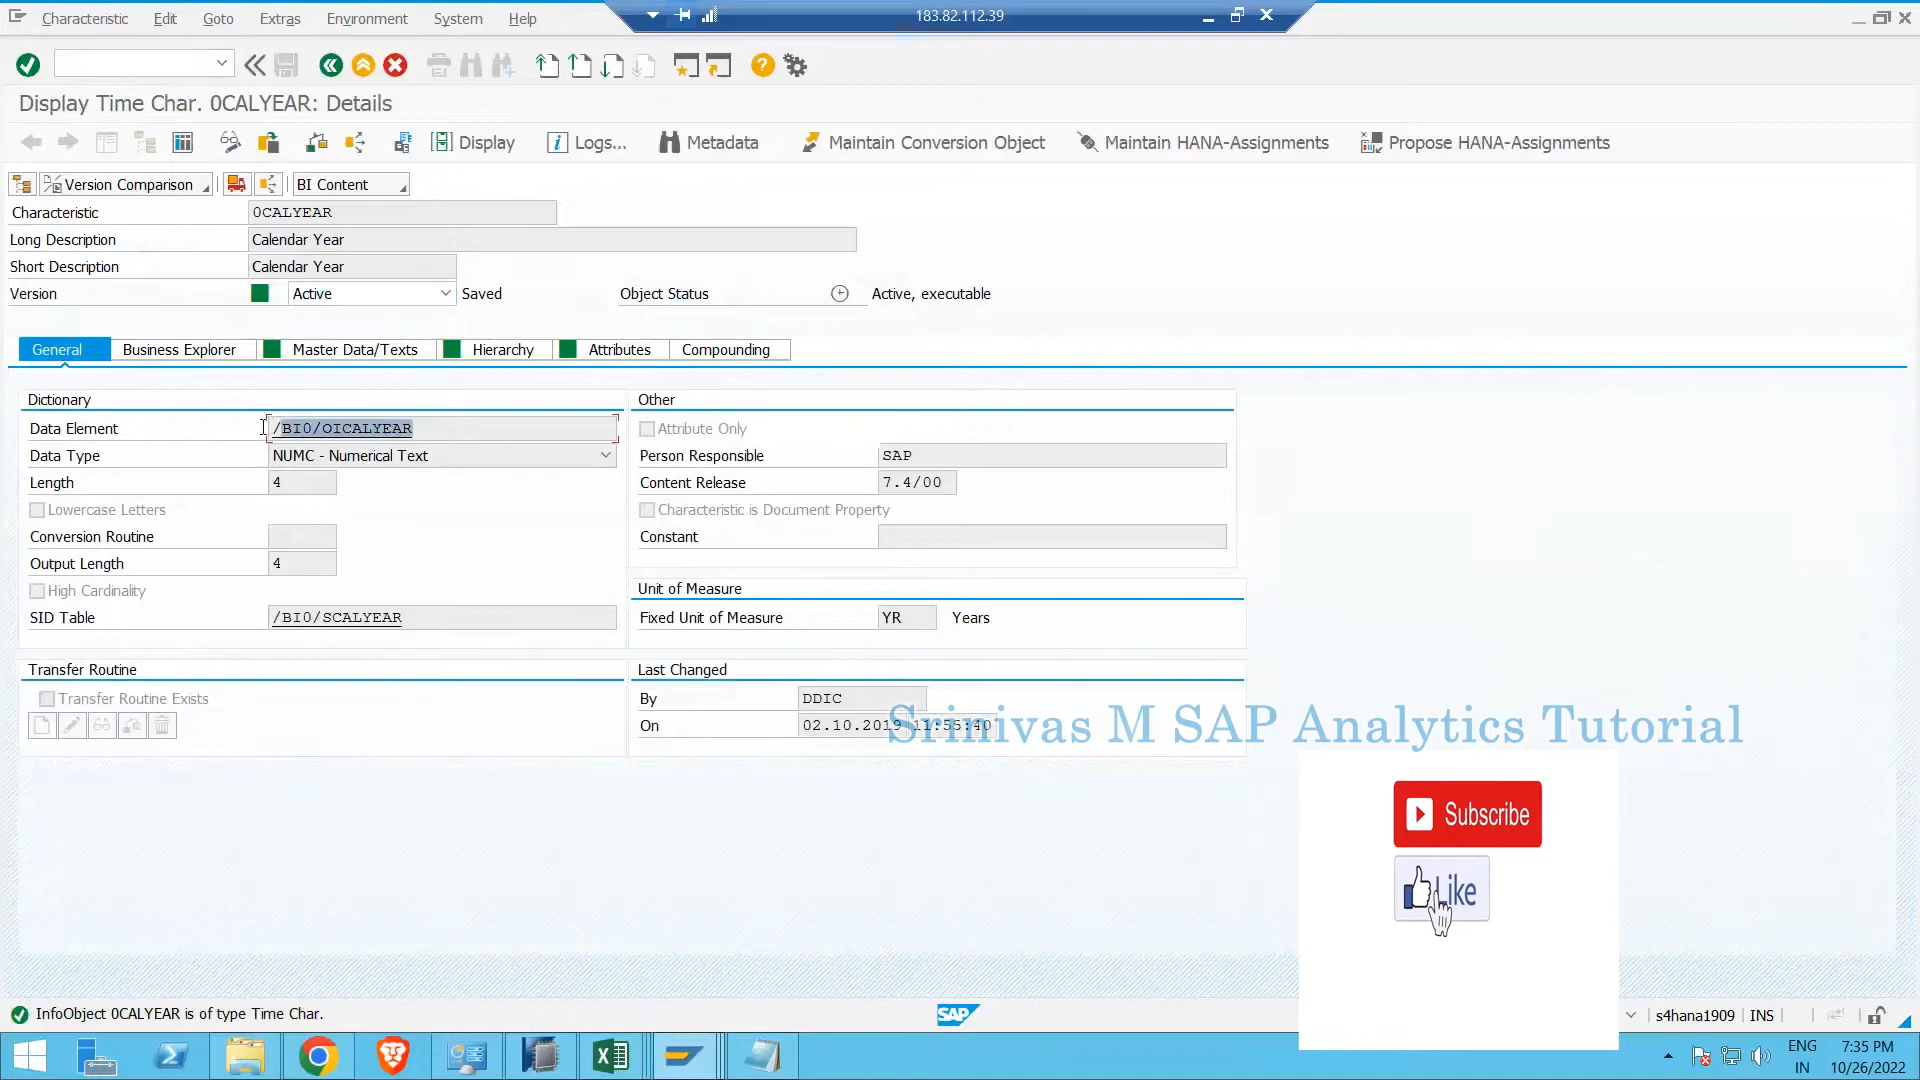 Characteristic Edit Goto Extras Environment System Help
183.82.112.39
Display Time Char. 0CALYEAR: Details
Display Logs... Metadata Maintain Conversion Object Maintain HANA-Assignments Propose HANA-Assignments
Version Comparison BI Content
Characteristic 0CALYEAR
Long Description Calendar Year
Short Description Calendar Year
Version Active Saved Object Status Active, executable
General Business Explorer Master Data/Texts Hierarchy Attributes Compounding
Dictionary
Data Element /BI0/OICALYEAR
Data Type NUMC - Numerical Text
Length 4
Lowercase Letters
Conversion Routine
Output Length 4
High Cardinality
SID Table /BI0/SCALYEAR
Other
Attribute Only
Person Responsible SAP
Content Release 7.4/00
Characteristic is Document Property
Constant
Unit of Measure
Fixed Unit of Measure YR Years
Transfer Routine
Transfer Routine Exists
Last Changed
By DDIC
On 02.10.2019 11:55:40
Srinivas M SAP Analytics Tutorial
Subscribe
Like
InfoObject 0CALYEAR is of type Time Char.
SAP
s4hana1909 INS
ENG 7:35 PM
IN 10/26/2022